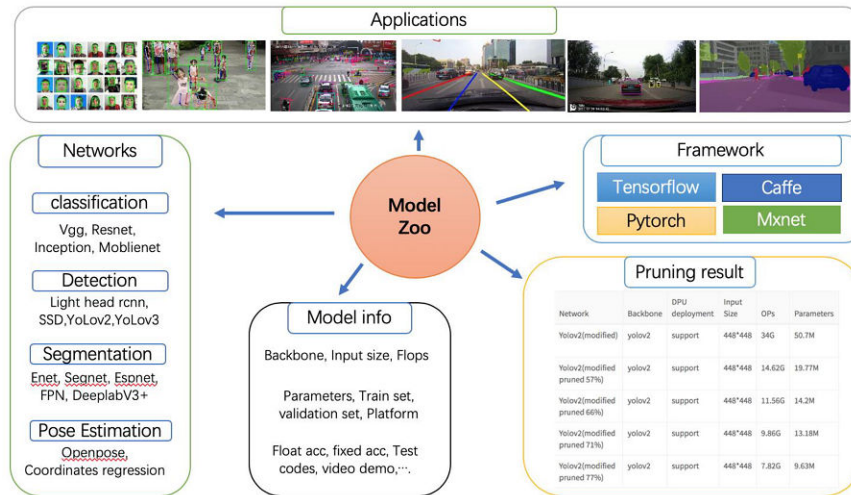 Applications
Networks
classification
Vgg, Resnet,
Inception, Moblienet
Detection
Light head rcnn,
SSD,YoLov2,YoLov3
Segmentation
Enet, Segnet, Espnet,
FPN, DeeplabV3+
Pose Estimation
Openpose,
Coordinates regression
Model
Zoo
Model info
Backbone, Input size, Flops
Parameters, Train set,
validation set, Platform
Float acc, fixed acc, Test
codes, video demo,….
Framework
Tensorflow
Caffe
Pytorch
Mxnet
Pruning result
Network Backbone DPU deployment Input Size OPs Parameters
Yolov2(modified) yolov2 support 448*448 34G 50.7M
Yolov2(modified pruned 57%) yolov2 support 448*448 14.62G 19.77M
Yolov2(modified pruned 66%) yolov2 support 448*448 11.56G 14.2M
Yolov2(modified pruned 71%) yolov2 support 448*448 9.86G 13.18M
Yolov2(modified pruned 77%) yolov2 support 448*448 7.82G 9.63M